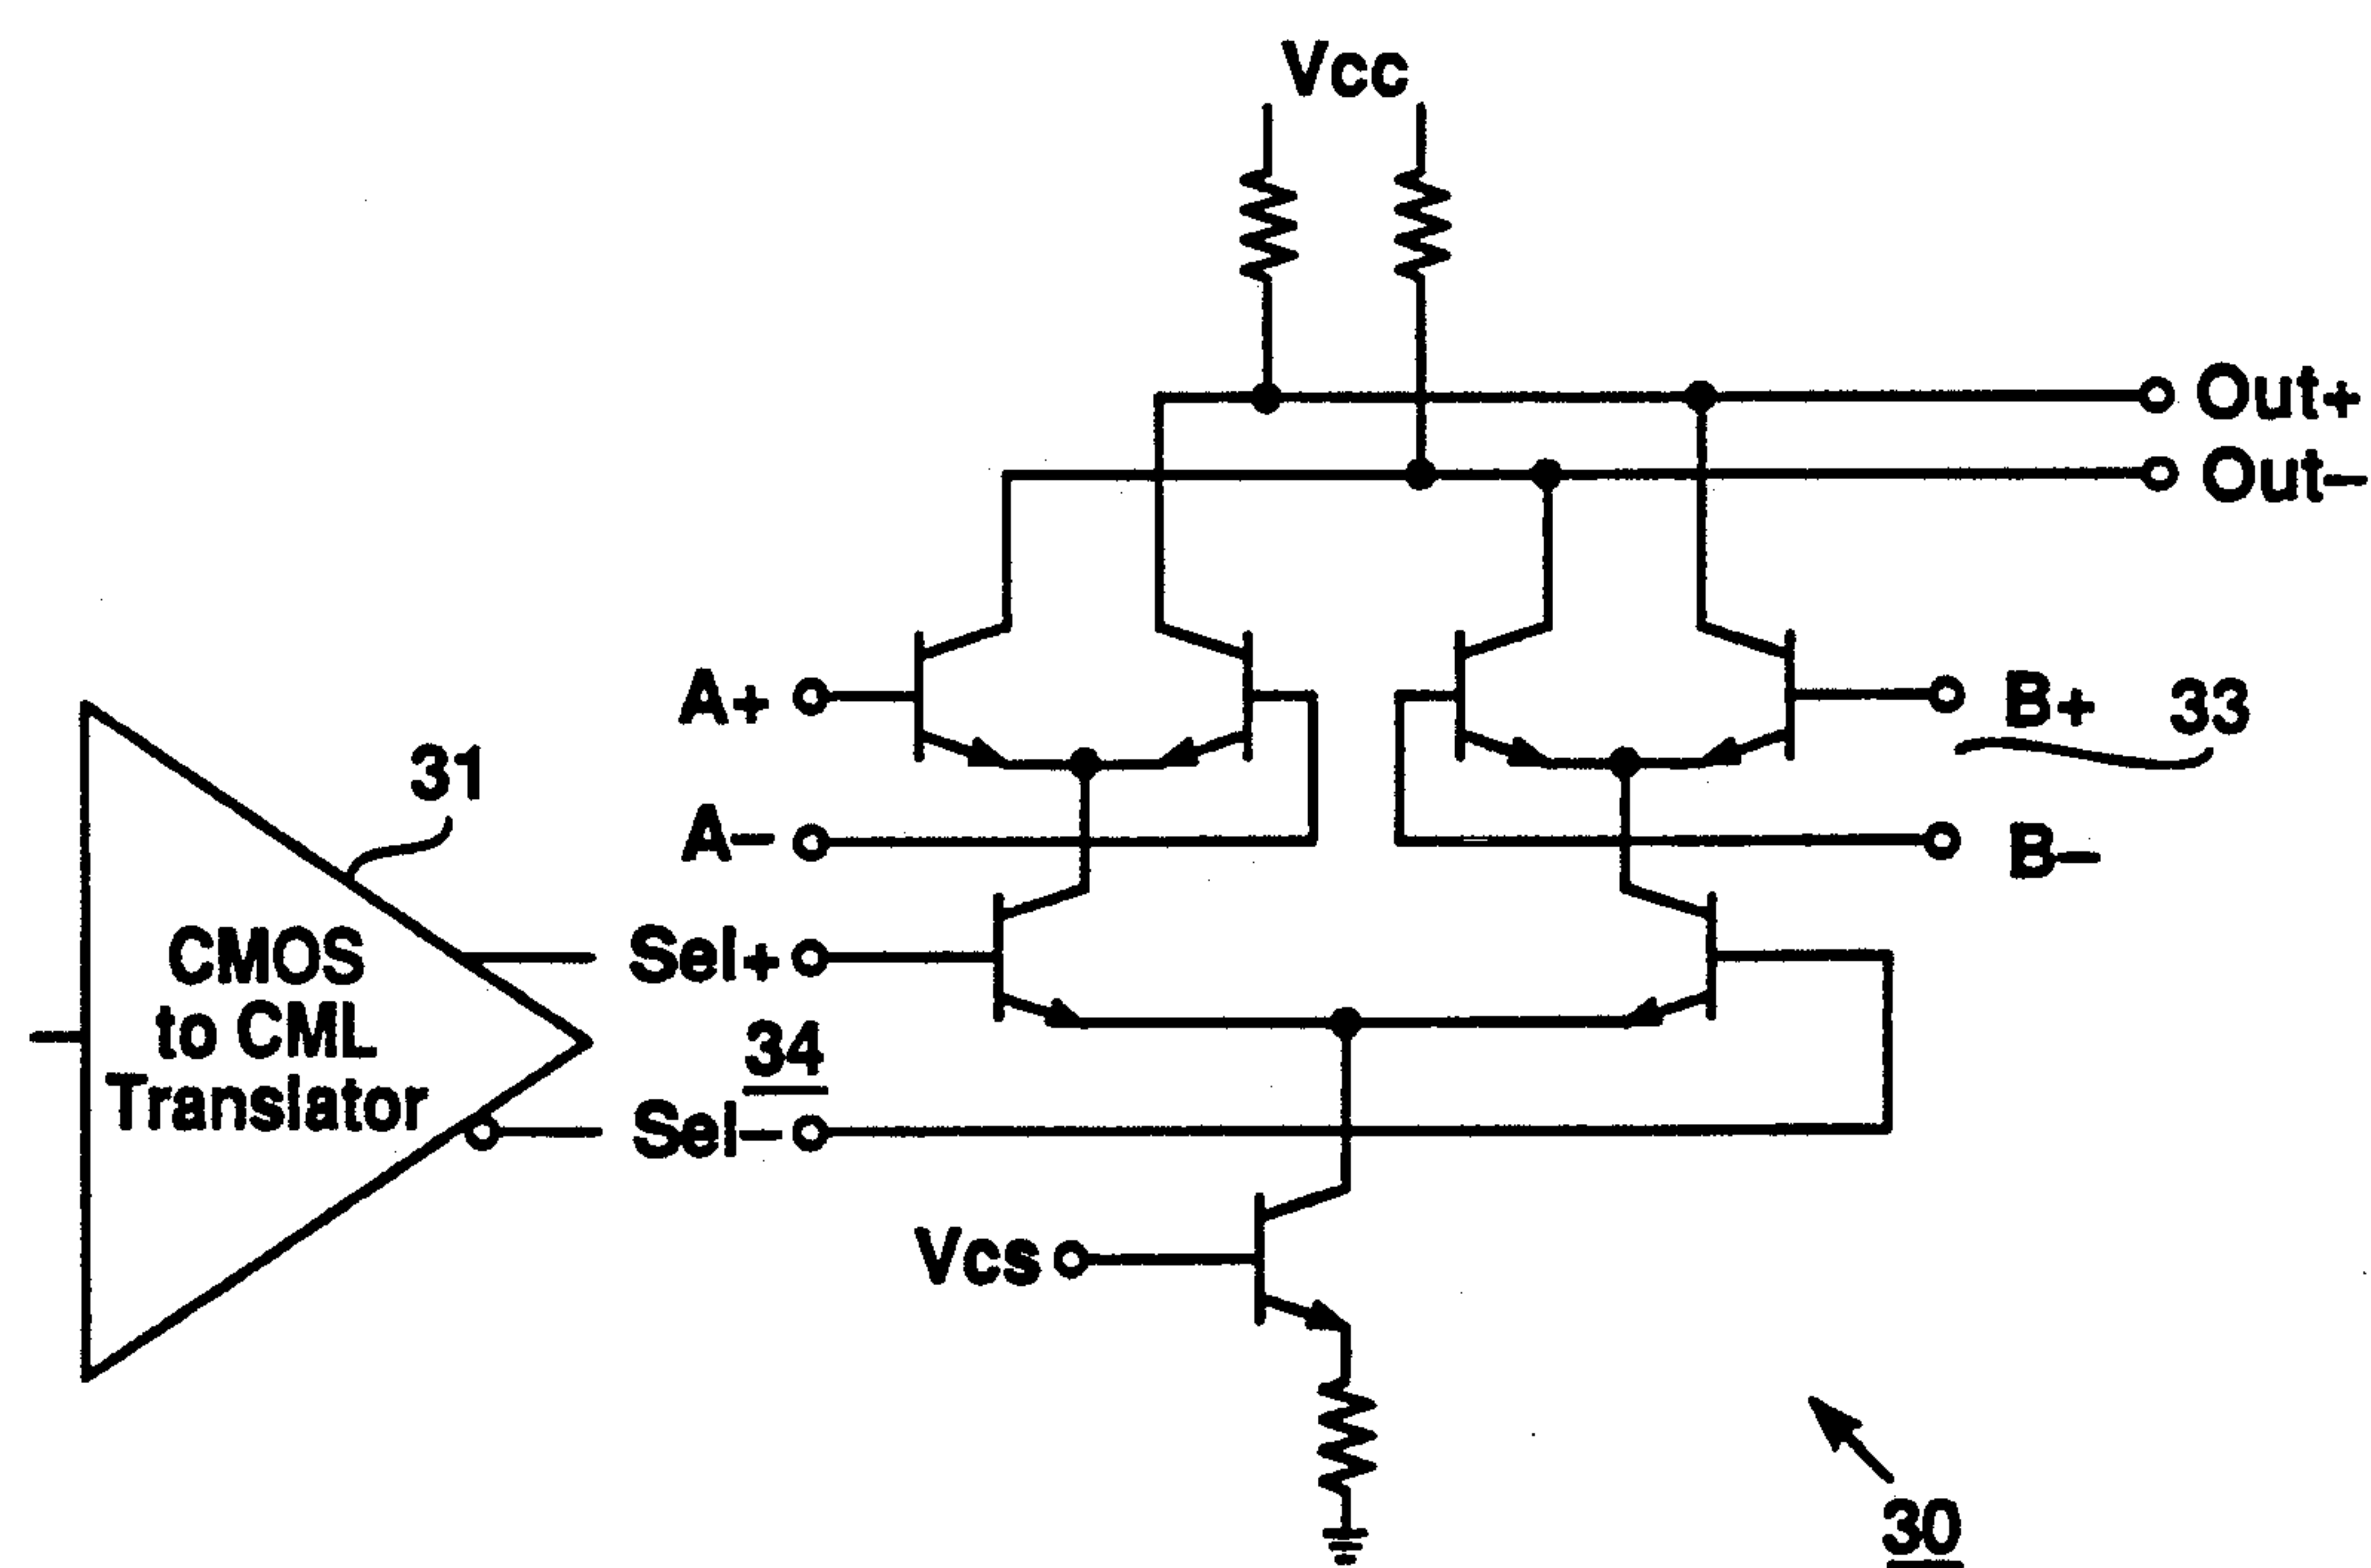 Vcc
Out+
Out–
A+
B+
33
31
A–
B–
CMOS
to CML
Translator
Sel+
34
Sel–
Vcs
30